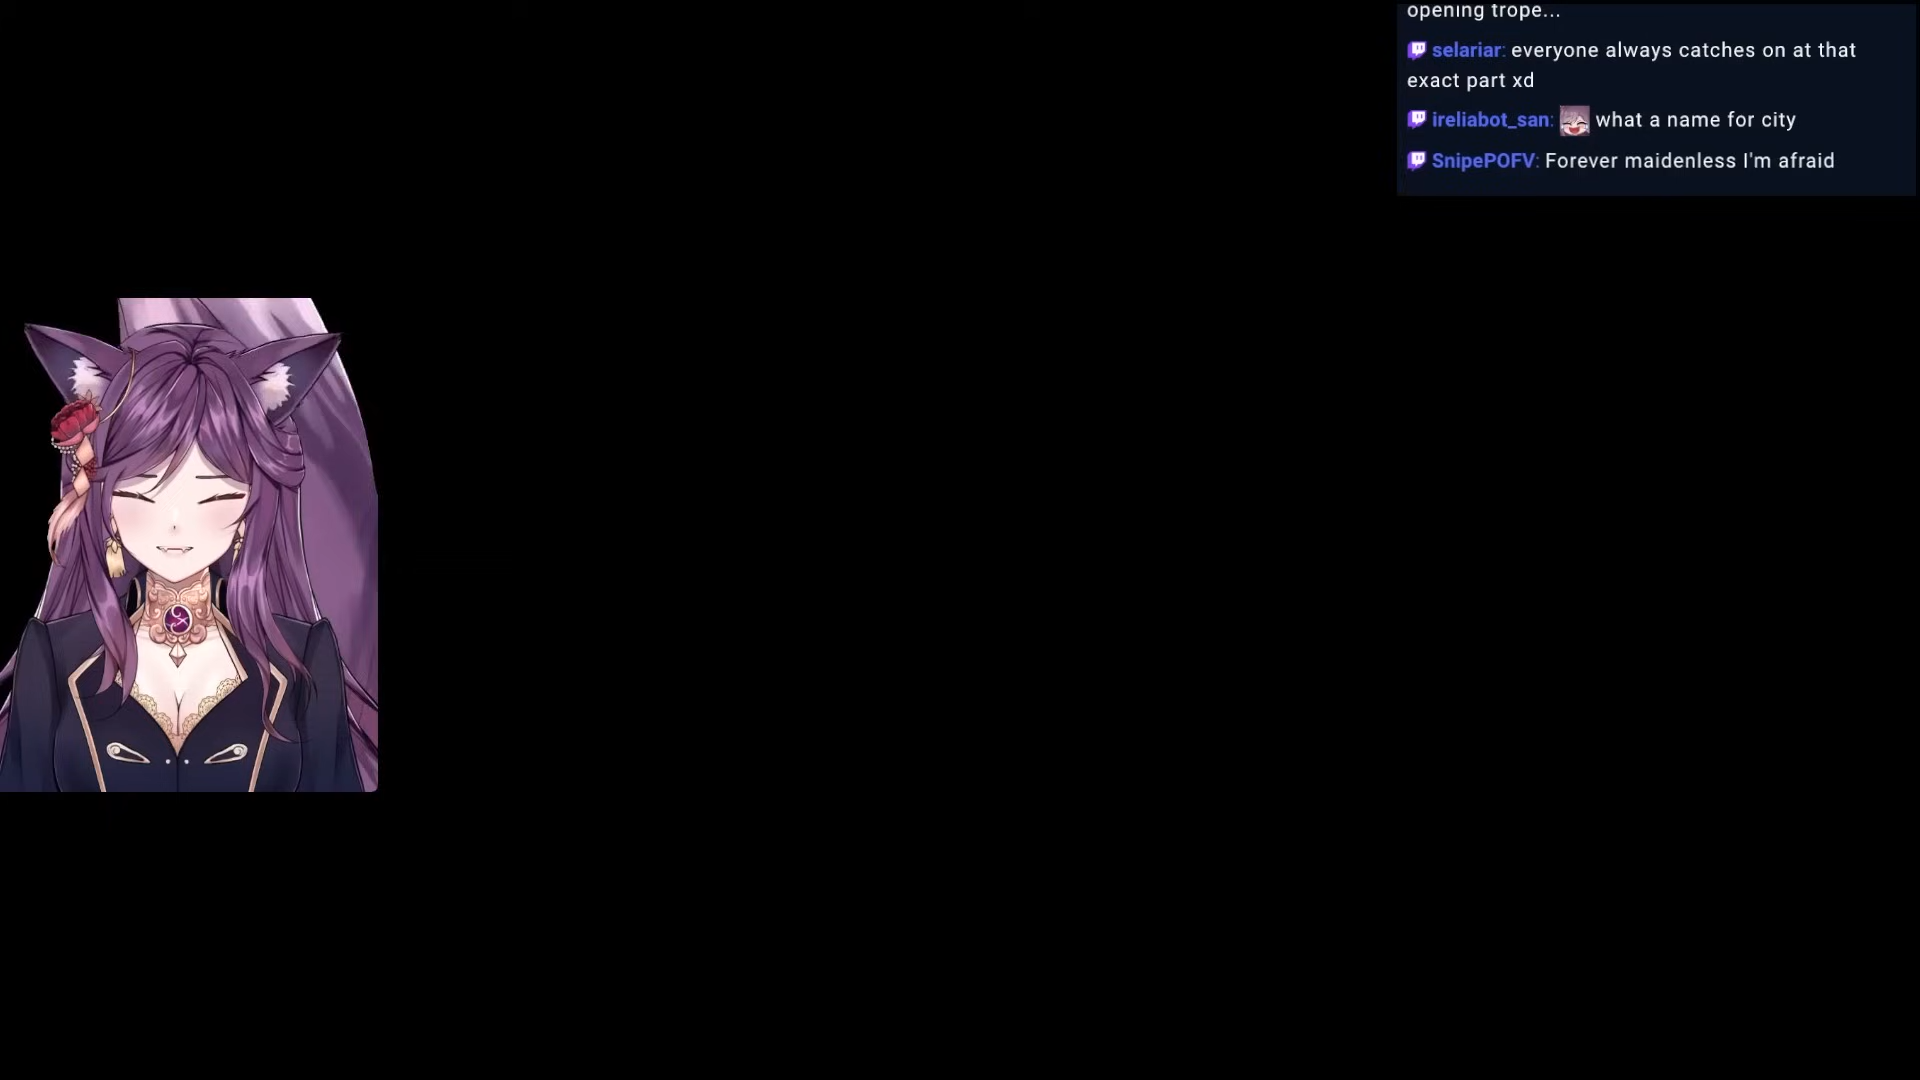 opening trope...
selariar: everyone always catches on at that
exact part xd
ireliabot_san: what a name for city
SnipePOFV: Forever maidenless I'm afraid